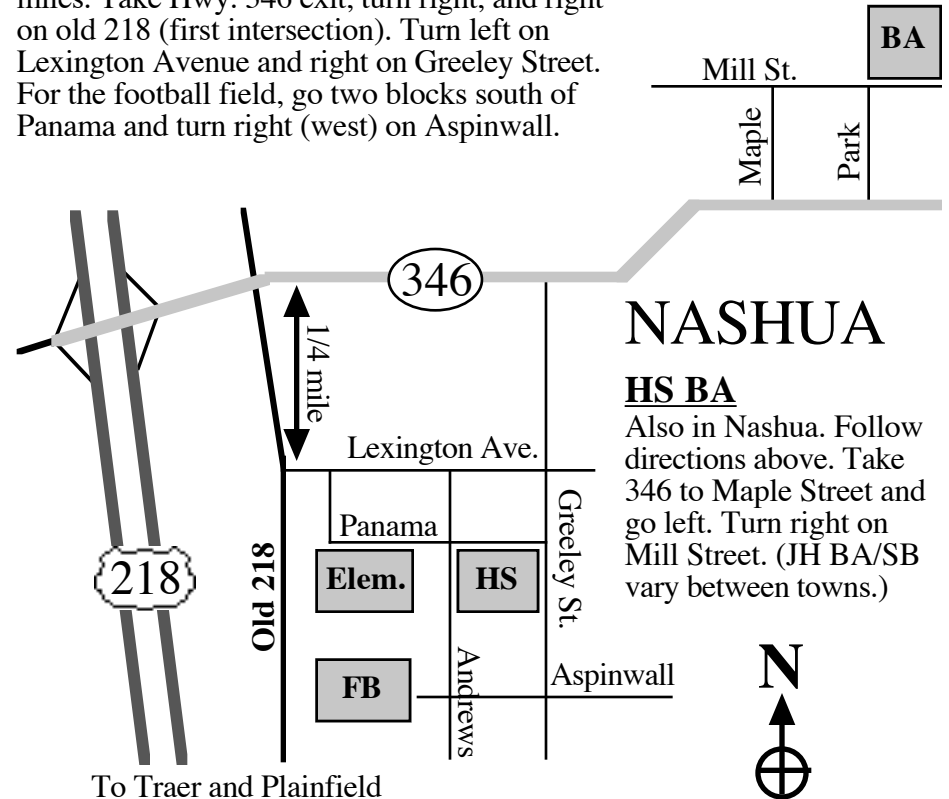 miles. Take Hwy. 346 exit, turn right, and right
on old 218 (first intersection). Turn left on
Lexington Avenue and right on Greeley Street.
For the football field, go two blocks south of
Panama and turn right (west) on Aspinwall.
BA
Mill St.
Maple
Park
346
NASHUA
1/4 mile
HS BA
Also in Nashua. Follow
directions above. Take
346 to Maple Street and
go left. Turn right on
Mill Street. (JH BA/SB
vary between towns.)
Lexington Ave.
Panama
Greeley St.
218
Old 218
Elem.
HS
FB
Andrews
Aspinwall
N
To Traer and Plainfield